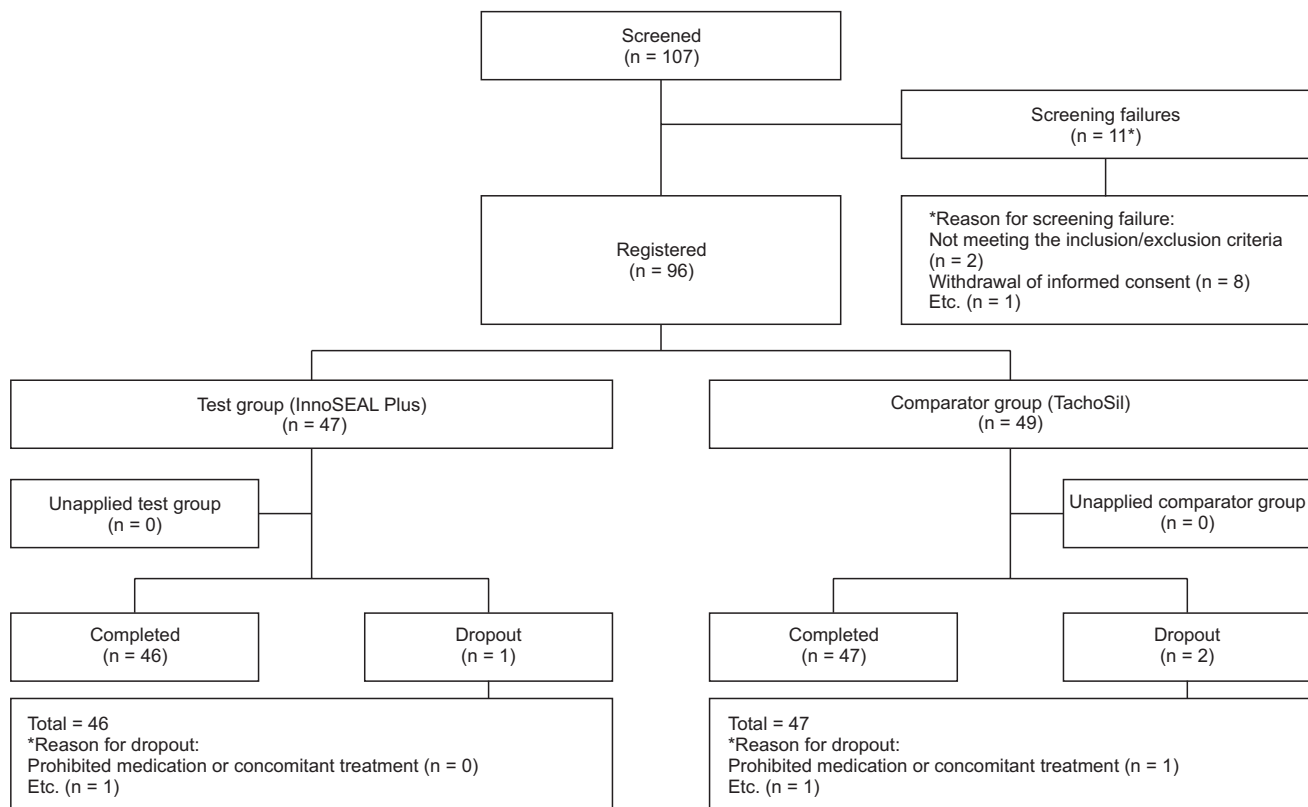 Screened
(n = 107)
Screening failures
(n = 11*)
Registered
(n = 96)
*Reason for screening failure:
Not meeting the inclusion/exclusion criteria
(n = 2)
Withdrawal of informed consent (n = 8)
Etc. (n = 1)
Test group (InnoSEAL Plus)
(n = 47)
Comparator group (TachoSil)
(n = 49)
Unapplied test group
(n = 0)
Unapplied comparator group
(n = 0)
Completed
(n = 46)
Dropout
(n = 1)
Completed
(n = 47)
Dropout
(n = 2)
Total = 46
*Reason for dropout:
Prohibited medication or concomitant treatment (n = 0)
Etc. (n = 1)
Total = 47
*Reason for dropout:
Prohibited medication or concomitant treatment (n = 1)
Etc. (n = 1)